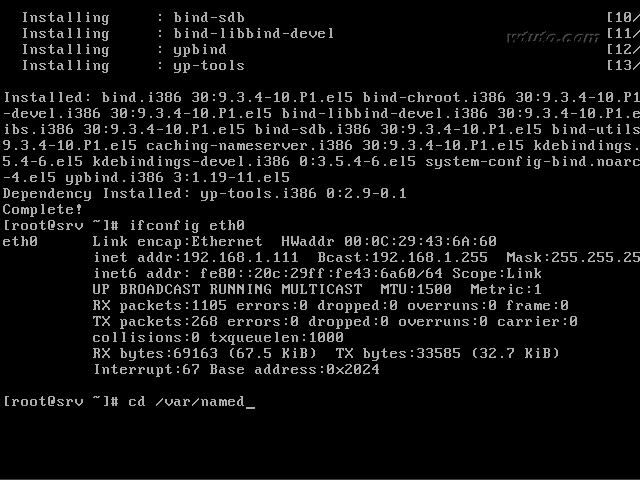 Installing : bind-sdb [10/
Installing : bind-libbind-devel [11/
Installing : ypbind [12/
Installing : yp-tools [13/
wtuto.com
Installed: bind.i386 30:9.3.4-10.P1.el5 bind-chroot.i386 30:9.3.4-10.P1
-devel.i386 30:9.3.4-10.P1.el5 bind-libbind-devel.i386 30:9.3.4-10.P1.e
ibs.i386 30:9.3.4-10.P1.el5 bind-sdb.i386 30:9.3.4-10.P1.el5 bind-utils
9.3.4-10.P1.el5 caching-nameserver.i386 30:9.3.4-10.P1.el5 kdebindings.
5.4-6.el5 kdebindings-devel.i386 0:3.5.4-6.el5 system-config-bind.noarc
-4.el5 ypbind.i386 3:1.19-11.el5
Dependency Installed: yp-tools.i386 0:2.9-0.1
Complete!
[root@srv ~]# ifconfig eth0
eth0 Link encap:Ethernet HWaddr 00:0C:29:43:6A:60
inet addr:192.168.1.111 Bcast:192.168.1.255 Mask:255.255.25
inet6 addr: fe80::20c:29ff:fe43:6a60/64 Scope:Link
UP BROADCAST RUNNING MULTICAST MTU:1500 Metric:1
RX packets:1105 errors:0 dropped:0 overruns:0 frame:0
TX packets:268 errors:0 dropped:0 overruns:0 carrier:0
collisions:0 txqueuelen:1000
RX bytes:69163 (67.5 KiB) TX bytes:33585 (32.7 KiB)
Interrupt:67 Base address:0x2024
[root@srv ~]# cd /var/named_